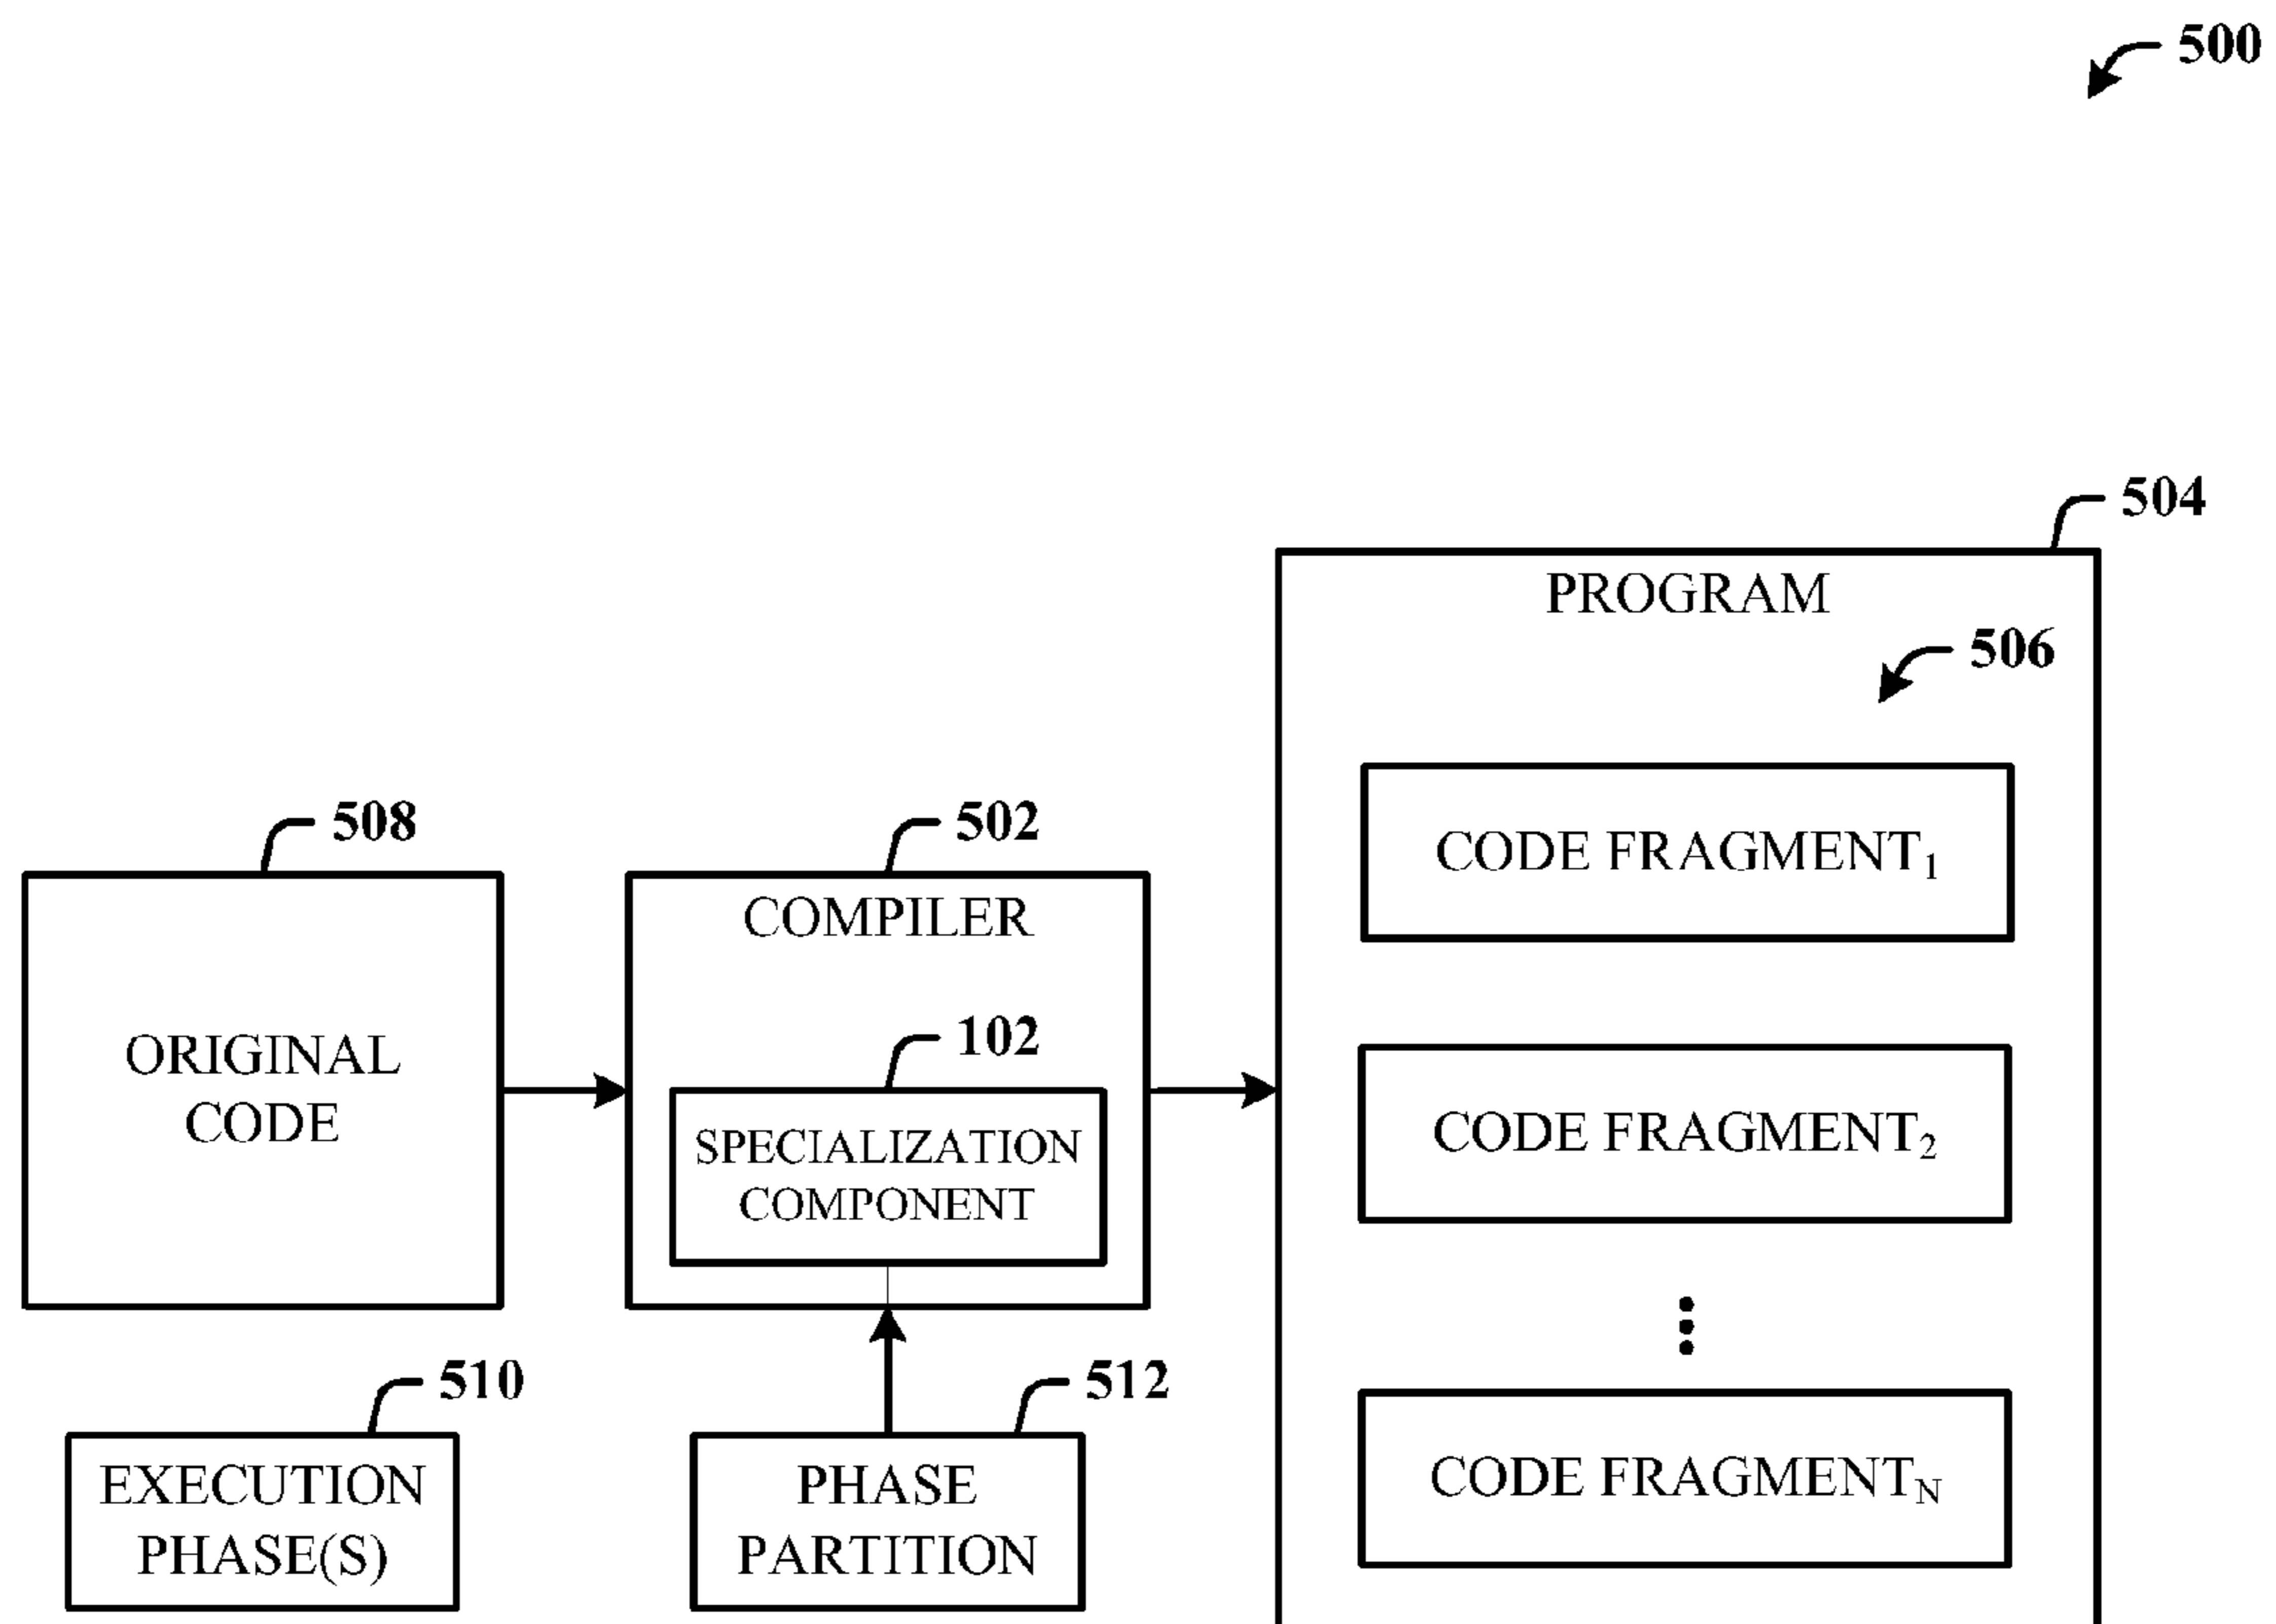 500
504
PROGRAM
506
508
502
CODE FRAGMENT₁
COMPILER
102
ORIGINAL
CODE
SPECIALIZATION
COMPONENT
CODE FRAGMENT₂
510
512
EXECUTION
PHASE(S)
PHASE
PARTITION
CODE FRAGMENT_N